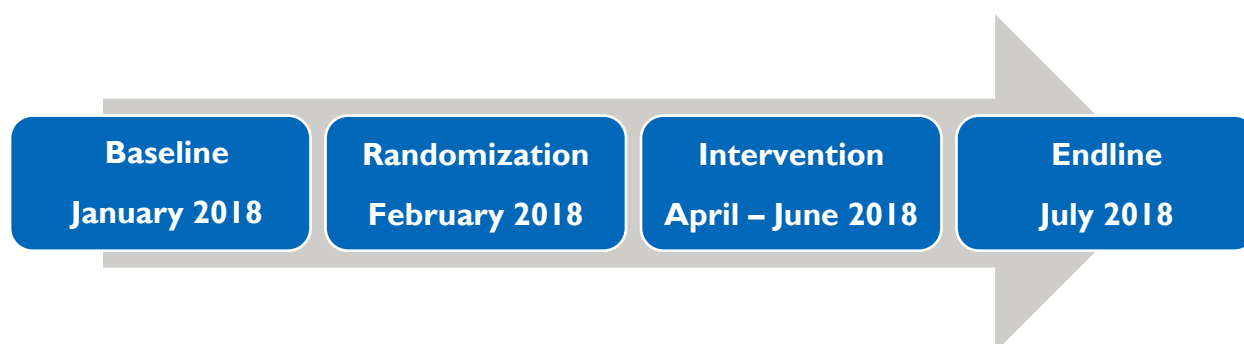 Baseline
January 2018
Randomization
February 2018
Intervention
April – June 2018
Endline
July 2018